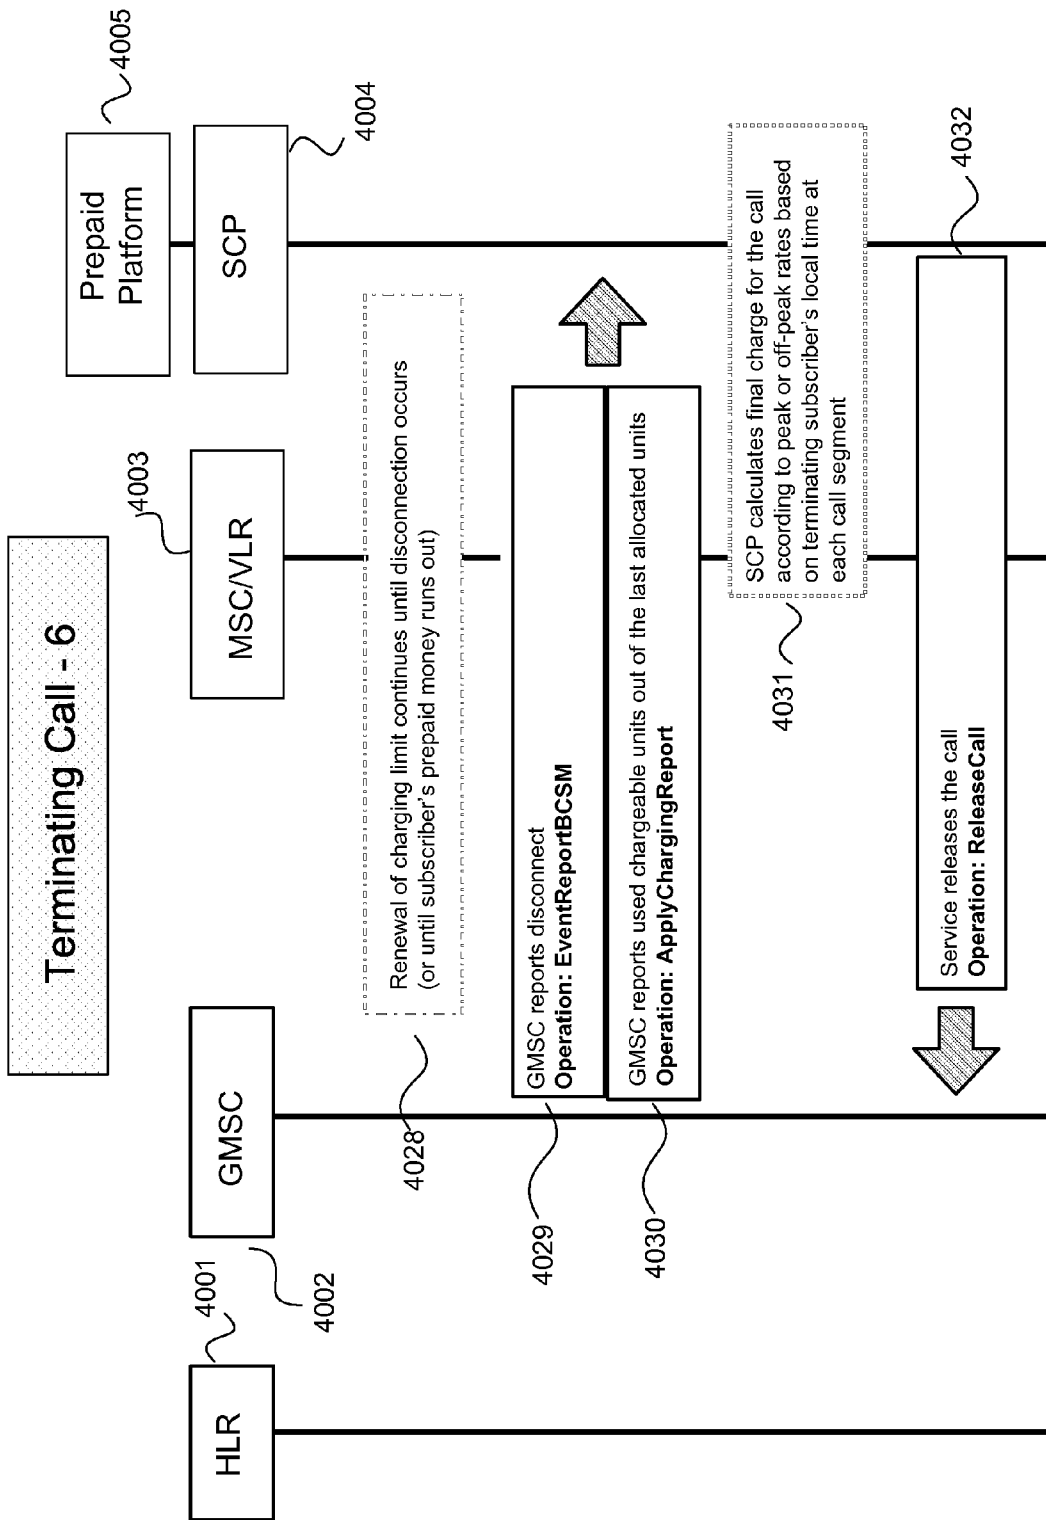 Terminating Call - 6
HLR
4001
GMSC
4002
MSC/VLR
4003
SCP
4004
Prepaid
Platform
4005
Renewal of charging limit continues until disconnection occurs
(or until subscriber's prepaid money runs out)
4028
GMSC reports disconnect
Operation: EventReportBCSM
4029
GMSC reports used chargeable units out of the last allocated units
Operation: ApplyChargingReport
4030
SCP calculates final charge for the call
according to peak or off-peak rates based
on terminating subscriber's local time at
each call segment
4031
Service releases the call
Operation: ReleaseCall
4032